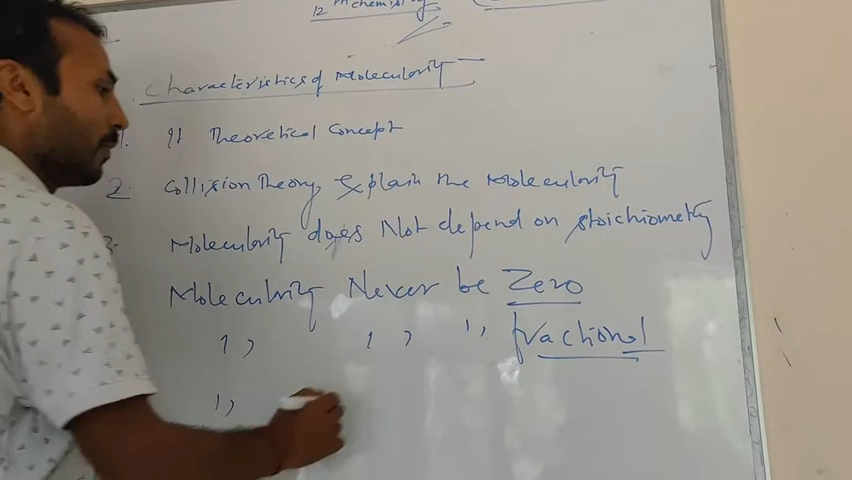 12th chemistry
Characteristics of Molecularity
1. It Theoretical Concept
2. Collision Theory Explain the Molecularity
3. Molecularity does Not depend on stoichiometry
Molecularity Never be Zero
,, ,, ,, fractional
,,